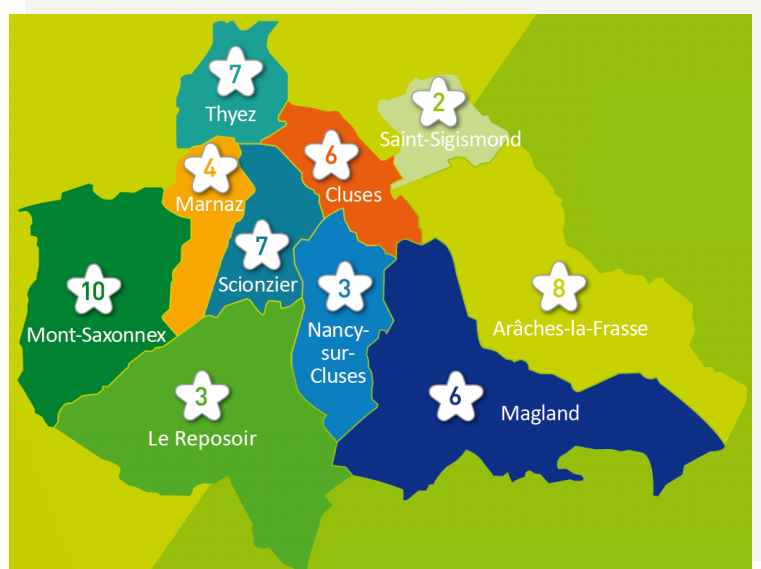 7
Thyez
2
Saint-Sigismond
6
Cluses
4
Marnaz
7
Scionzier
10
Mont-Saxonnex
3
Nancy-
sur-
Cluses
8
Arâches-la-Frasse
3
Le Reposoir
6
Magland